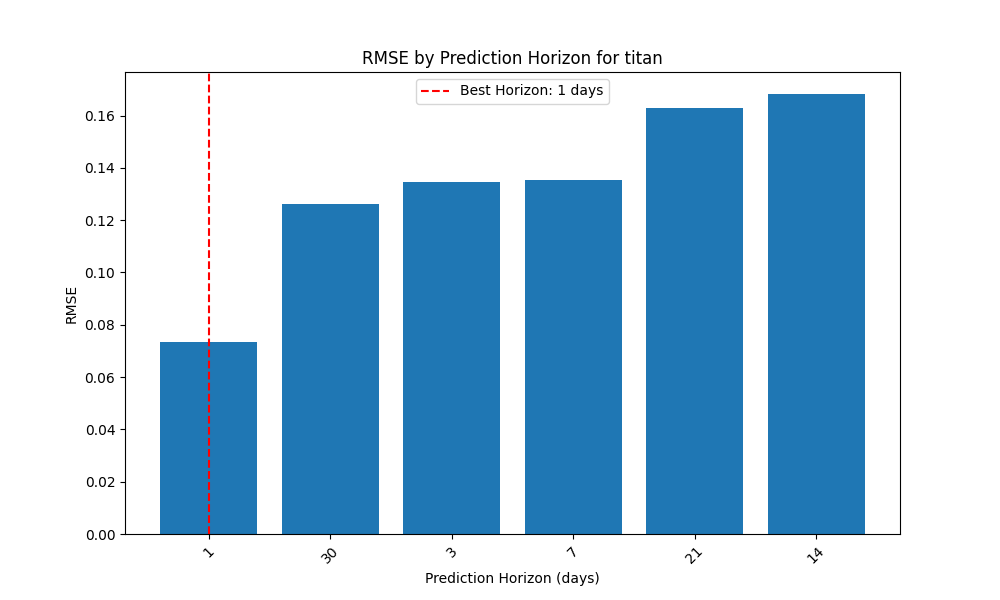 RMSE by Prediction Horizon for titan
Best Horizon: 1 days
0.16
0.14
0.12
0.10
0.08
0.06
0.04
0.02
0.00
RMSE
1 30 3 7 21 14
Prediction Horizon (days)